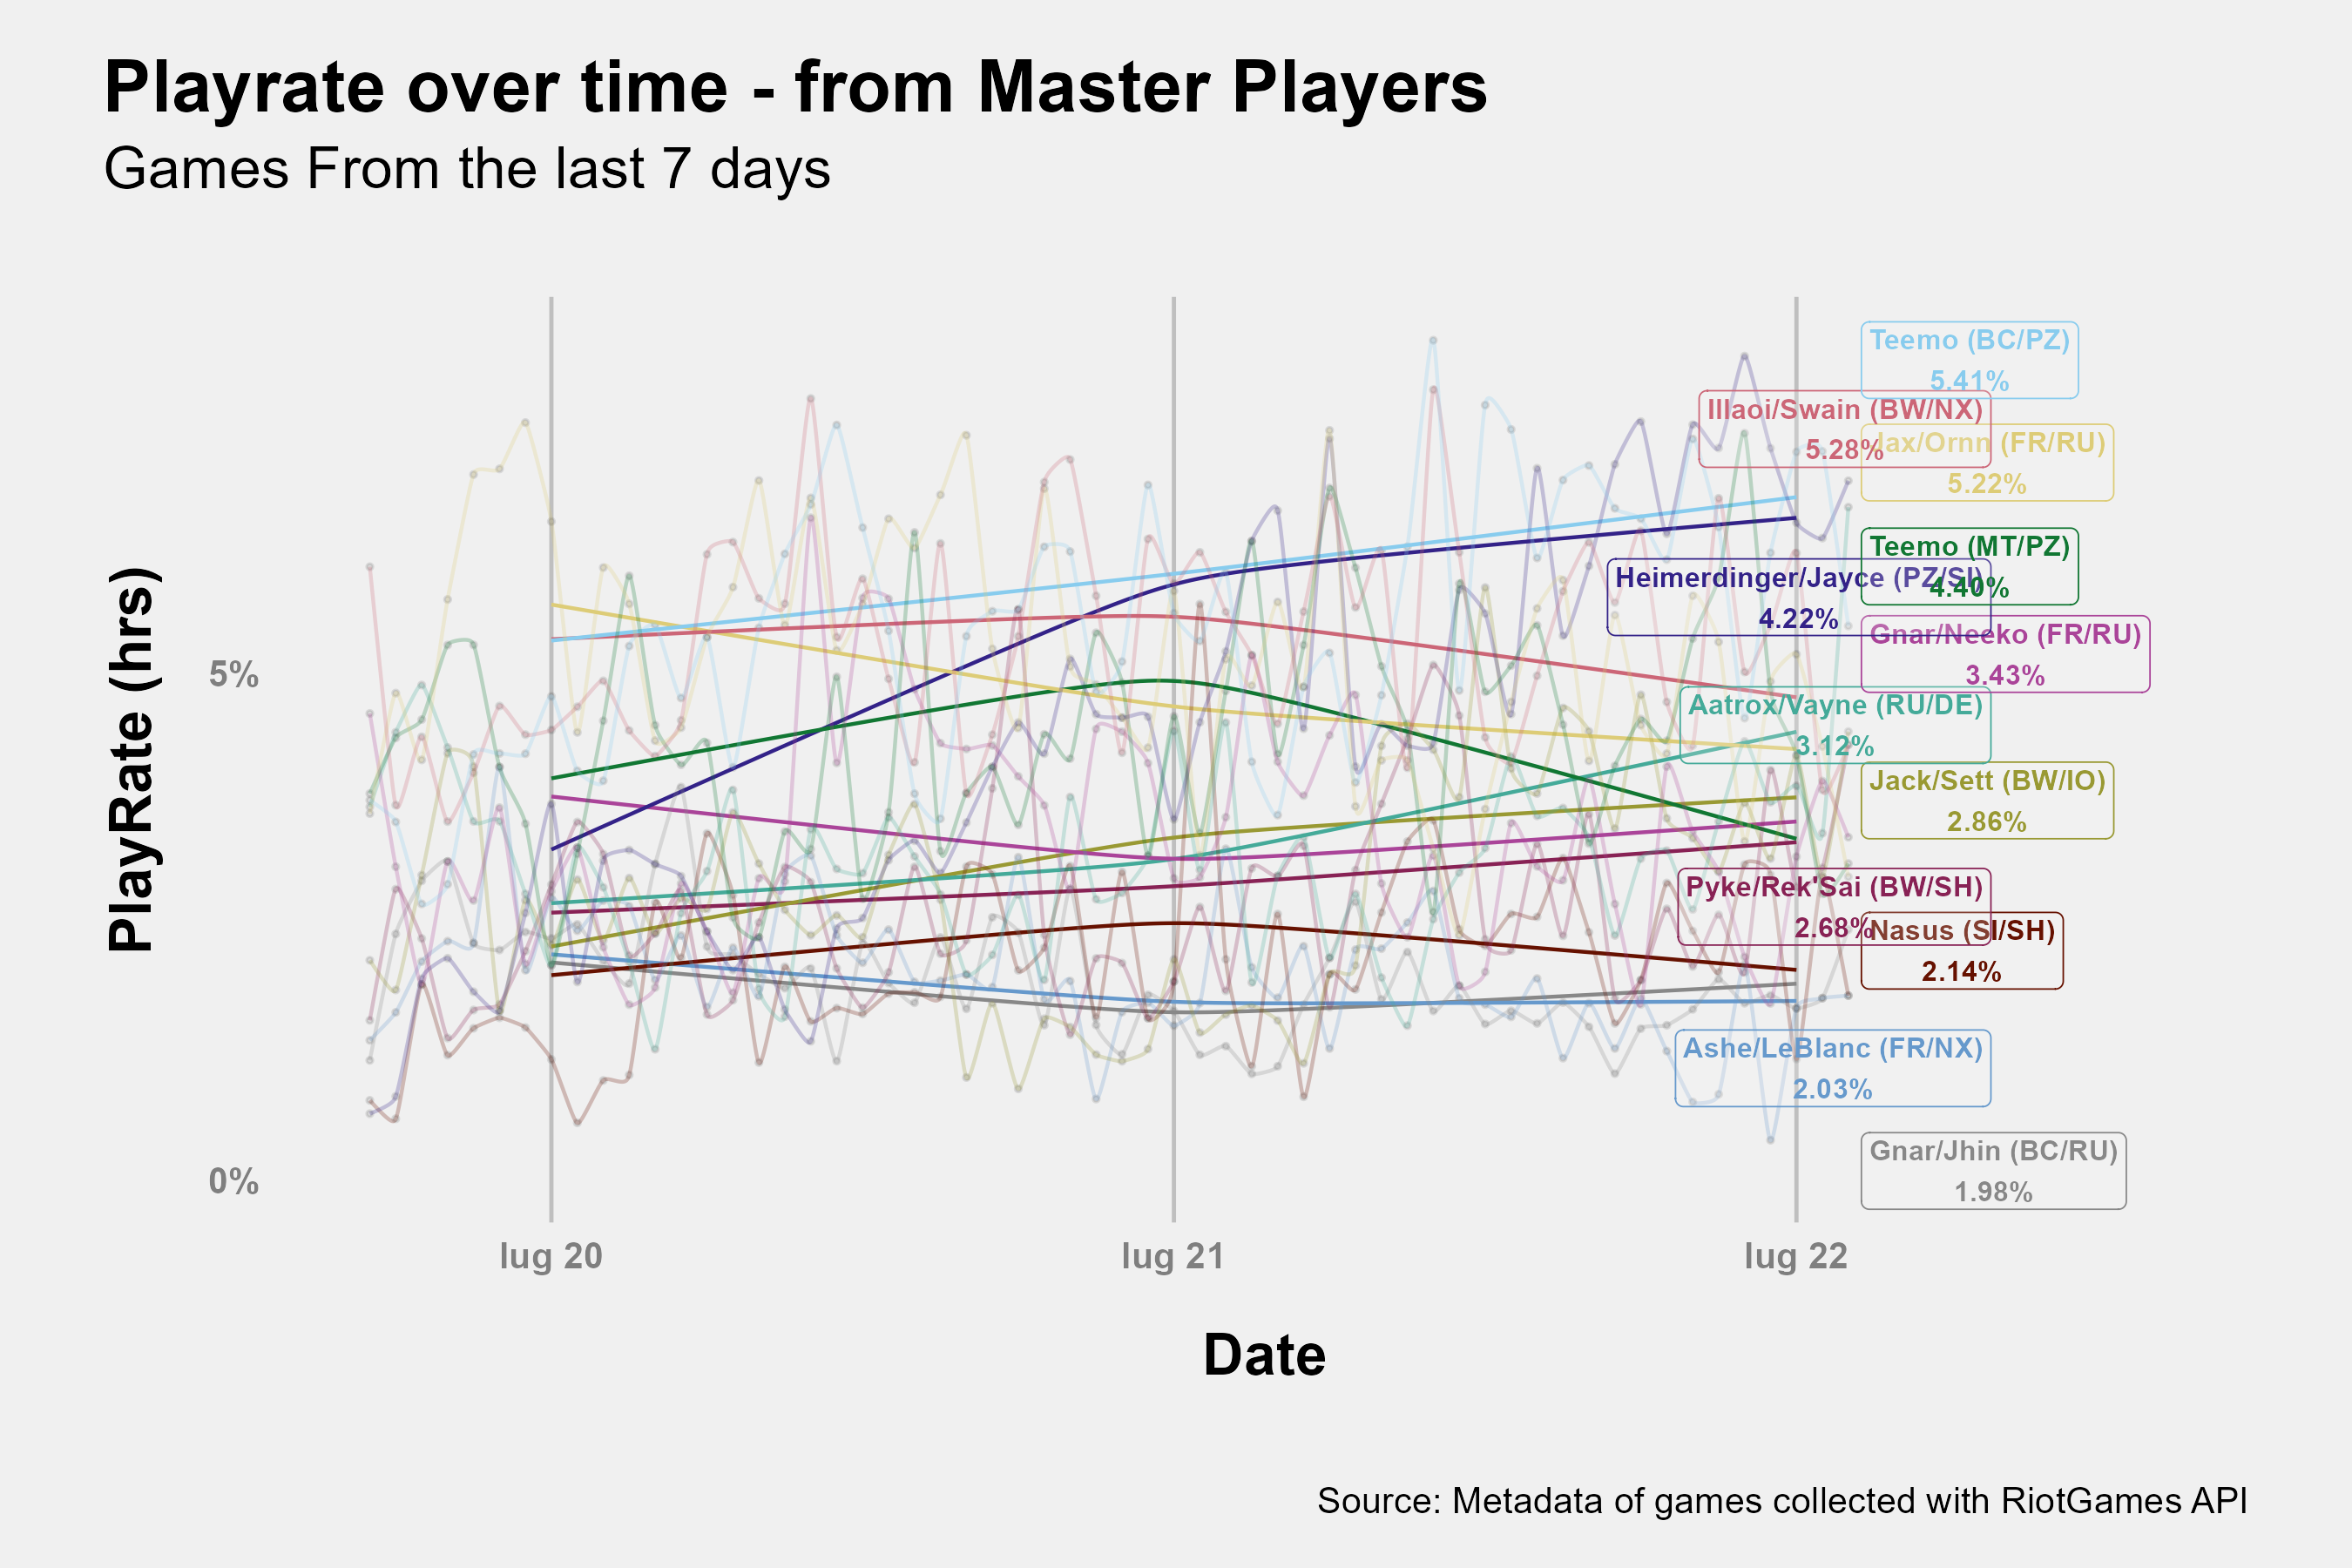 Playrate over time - from Master Players
Games From the last 7 days
PlayRate (hrs)
5%
0%
Teemo (BC/PZ)
5.41%
Illaoi/Swain (BW/NX)
5.28%
Jax/Ornn (FR/RU)
5.22%
Teemo (MT/PZ)
4.40%
Heimerdinger/Jayce (PZ/SI)
4.22%
Gnar/Neeko (FR/RU)
3.43%
Aatrox/Vayne (RU/DE)
3.12%
Jack/Sett (BW/IO)
2.86%
Pyke/Rek'Sai (BW/SH)
2.68%
Nasus (SI/SH)
2.14%
Ashe/LeBlanc (FR/NX)
2.03%
Gnar/Jhin (BC/RU)
1.98%
lug 20
lug 21
lug 22
Date
Source: Metadata of games collected with RiotGames API